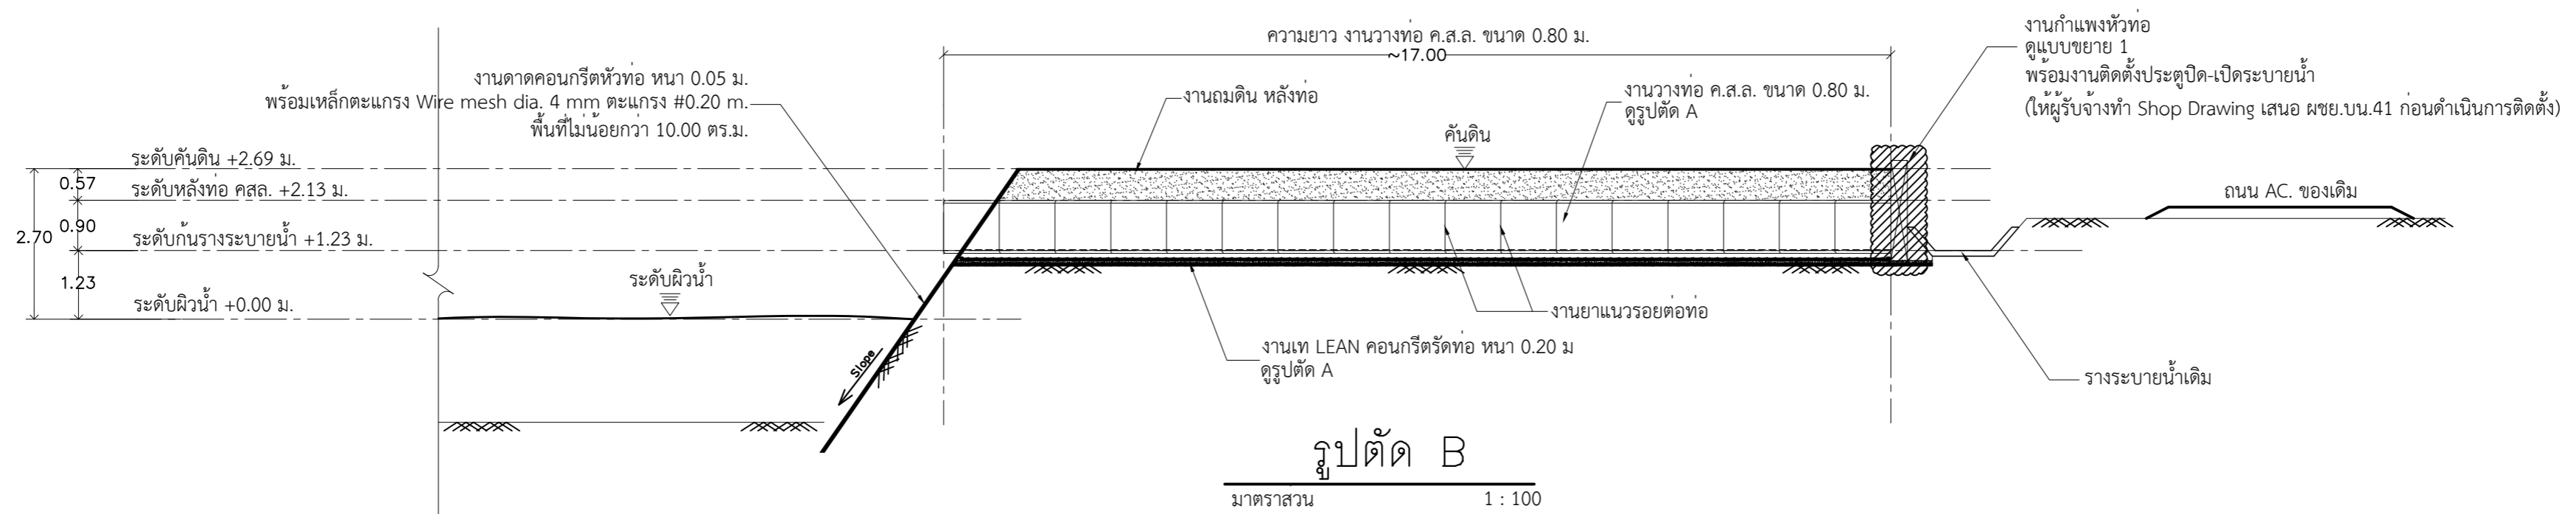 ความยาว งานวางท่อ ค.ส.ล. ขนาด 0.80 ม.
~17.00
งานกำแพงหัวท่อ
ดูแบบขยาย 1
พร้อมงานติดตั้งประตูปิด-เปิดระบายน้ำ
(ให้ผู้รับจ้างทำ Shop Drawing เสนอ ผชย.บน.41 ก่อนดำเนินการติดตั้ง)
งานดาดคอนกรีตหัวท่อ หนา 0.05 ม.
พร้อมเหล็กตะแกรง Wire mesh dia. 4 mm ตะแกรง #0.20 m.
พื้นที่ไม่น้อยกว่า 10.00 ตร.ม.
งานถมดิน หลังท่อ
งานวางท่อ ค.ส.ล. ขนาด 0.80 ม.
ดูรูปตัด A
คันดิน
ระดับคันดิน +2.69 ม.
0.57
ระดับหลังท่อ คสล. +2.13 ม.
0.90
2.70
ระดับก้นรางระบายน้ำ +1.23 ม.
1.23
ระดับผิวน้ำ +0.00 ม.
ระดับผิวน้ำ
ถนน AC. ของเดิม
งานยาแนวรอยต่อท่อ
งานเท LEAN คอนกรีตรัดท่อ หนา 0.20 ม
ดูรูปตัด A
Slope
รางระบายน้ำเดิม
รูปตัด B
มาตราส่วน 1 : 100